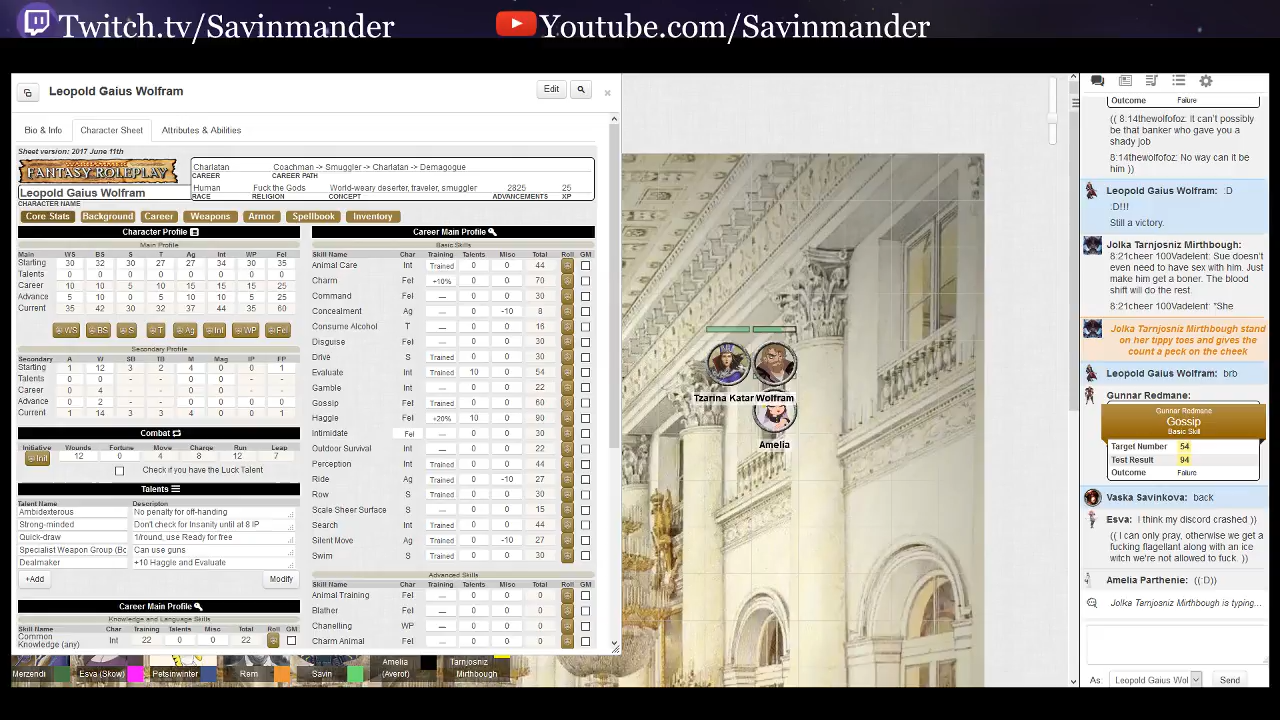 Twitch.tv/Savinmander
Youtube.com/Savinmander
Leopold Gaius Wolfram
Edit
Bio & Info
Character Sheet
Attributes & Abilities
Sheet version: 2017 June 11th
WARHAMMER
FANTASY ROLEPLAY
Charlatan Coachman -> Smuggler -> Charlatan -> Demagogue
CAREER CAREER PATH
Human Fuck the Gods World-weary deserter, traveler, smuggler 2825 25
RACE RELIGION CONCEPT ADVANCEMENTS XP
Leopold Gaius Wolfram
CHARACTER NAME
Core Stats Background Career Weapons Armor Spellbook Inventory
Character Profile
Main Profile
Main WS BS S T Ag Int WP Fel
Starting 30 32 30 27 27 34 30 35
Talents 0 0 0 0 0 0 0 0
Career 10 10 5 10 15 15 15 25
Advance 5 10 0 5 10 10 5 25
Current 35 42 30 32 37 44 35 60
WS BS S T Ag Int WP Fel
Secondary Profile
Secondary A W SB TB M Mag IP FP
Starting 1 12 3 2 4 0 0 1
Talents 0 0 0
Career 0 4 0
Advance 0 2 0
Current 1 14 3 3 4 0 0 1
Combat
Initiative Wounds Fortune Move Charge Run Leap
Init 12 0 4 8 12 7
Check if you have the Luck Talent
Talents
Talent Name Descripton
Ambidexterous No penalty for off-handing
Strong-minded Don't check for Insanity until at 8 IP
Quick-draw 1/round, use Ready for free
Specialist Weapon Group (Bc Can use guns
Dealmaker +10 Haggle and Evaluate
+Add Modify
Career Main Profile
Knowledge and Language Skills
Skill Name Char Training Talents Misc Total Roll GM
Common
Knowledge (any) Int 22 0 0 22
Career Main Profile
Basic Skills
Skill Name Char Training Talents Misc Total Roll GM
Animal Care Int Trained 0 0 44
Charm Fel +10% 0 0 70
Command Fel — 0 0 30
Concealment Ag — 0 -10 8
Consume Alcohol T — 0 0 16
Disguise Fel — 0 0 30
Drive S Trained 0 0 30
Evaluate Int Trained 10 0 54
Gamble Int — 0 0 22
Gossip Fel Trained 0 0 60
Haggle Fel +20% 10 0 90
Intimidate Fel — 0 0 30
Outdoor Survival Int — 0 0 22
Perception Int Trained 0 0 44
Ride Ag Trained 0 -10 27
Row S Trained 0 0 30
Scale Sheer Surface S — 0 0 15
Search Int Trained 0 0 44
Silent Move Ag Trained 0 -10 27
Swim S Trained 0 0 30
Advanced Skills
Skill Name Char Training Talents Misc Total Roll GM
Animal Training Fel — 0 0 0
Blather Fel — 0 0 0
Chanelling WP — 0 0 0
Charm Animal Fel — 0 0 0
Tzarina Katar Wolfram
Amelia
Merzendi
Esva (Skow)
Petsinwinter
Rem
Savin
Amelia
(Averof)
Tarnjosniz
Mirthbough
Outcome Failure
(( 8:14thewolfofoz: It can't possibly
be that banker who gave you a
shady job
8:14thewolfofoz: No way can it be
him ))
Leopold Gaius Wolfram: :D
:D!!!
Still a victory.
Jolka Tarnjosniz Mirthbough:
8:21cheer 100Vadelent: Sue doesn't
even need to have sex with him. Just
make him get a boner. The blood
shift will do the rest.
8:21cheer 100Vadelent: *She
Jolka Tarnjosniz Mirthbough stand
on her tippy toes and gives the
count a peck on the cheek
Leopold Gaius Wolfram: brb
Gunnar Redmane:
Gunnar Redmane
Gossip
Basic Skill
Target Number 54
Test Result 94
Outcome Failure
Vaska Savinkova: back
Esva: I think my discord crashed ))
(( I can only pray, otherwise we get a
fucking flagellant along with an ice
witch we're not allowed to fuck. ))
Amelia Parthenie: ((:D))
Jolka Tarnjosniz Mirthbough is typing...
As: Leopold Gaius Wol Send